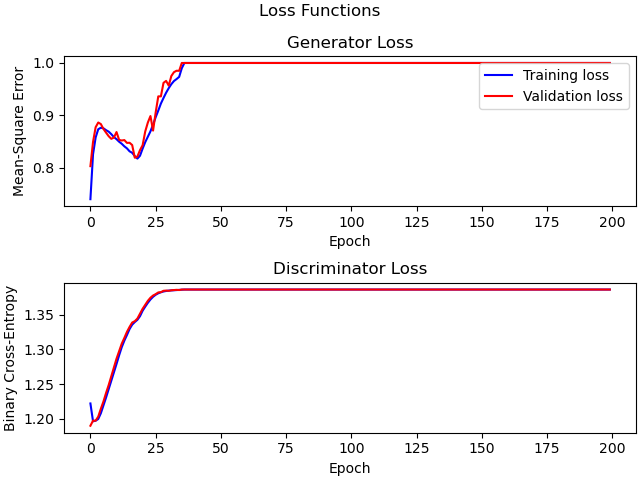 Loss Functions
Generator Loss
Mean-Square Error
1.0
0.9
0.8
Training loss
Validation loss
0 25 50 75 100 125 150 175 200
Epoch
Discriminator Loss
Binary Cross-Entropy
1.35
1.30
1.25
1.20
0 25 50 75 100 125 150 175 200
Epoch